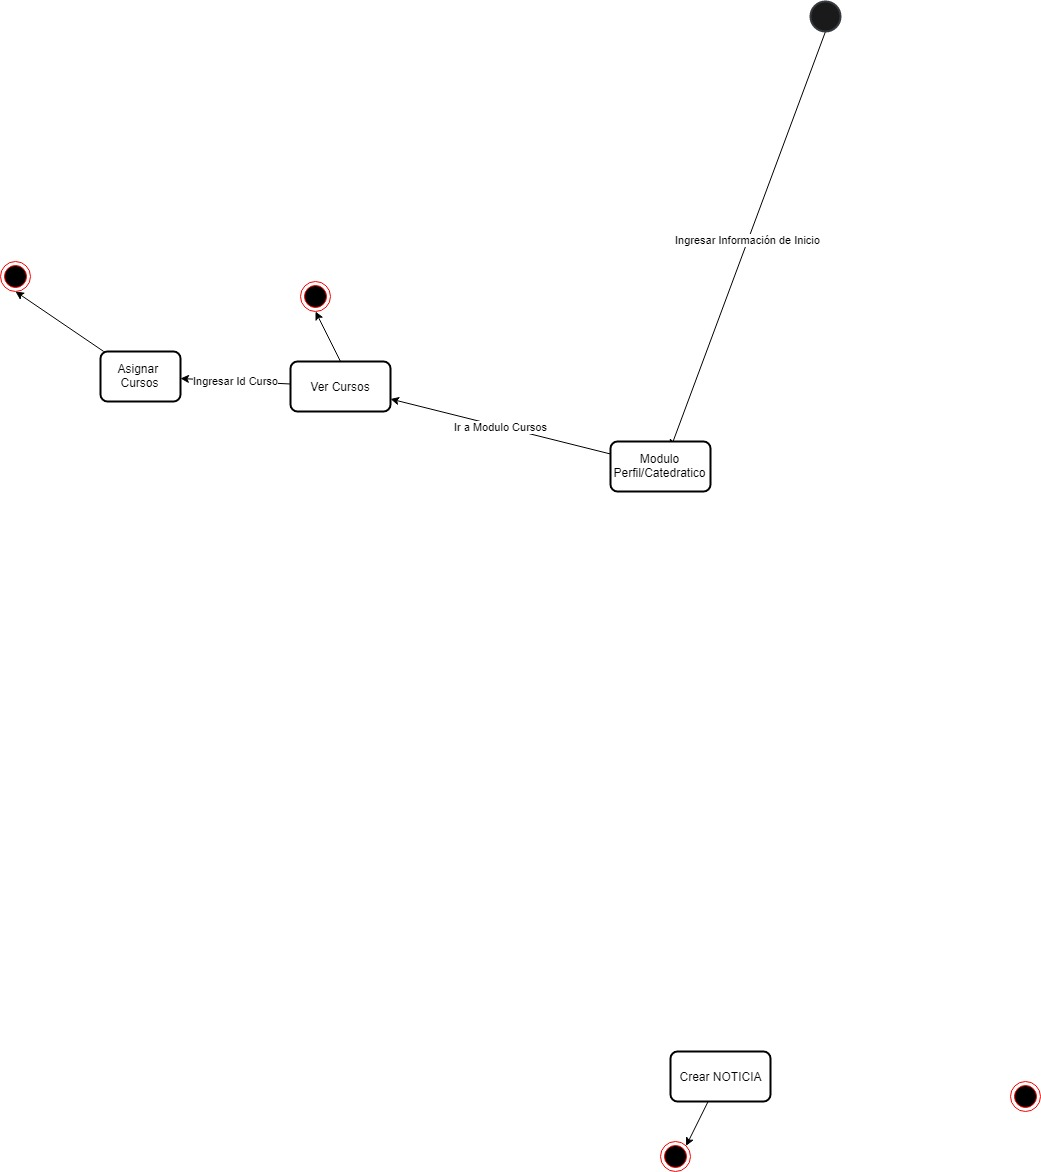 Ingresar Información de Inicio
Asignar
Cursos
Ingresar Id Curso
Ver Cursos
Ir a Modulo Cursos
Modulo
Perfil/Catedratico
Crear NOTICIA